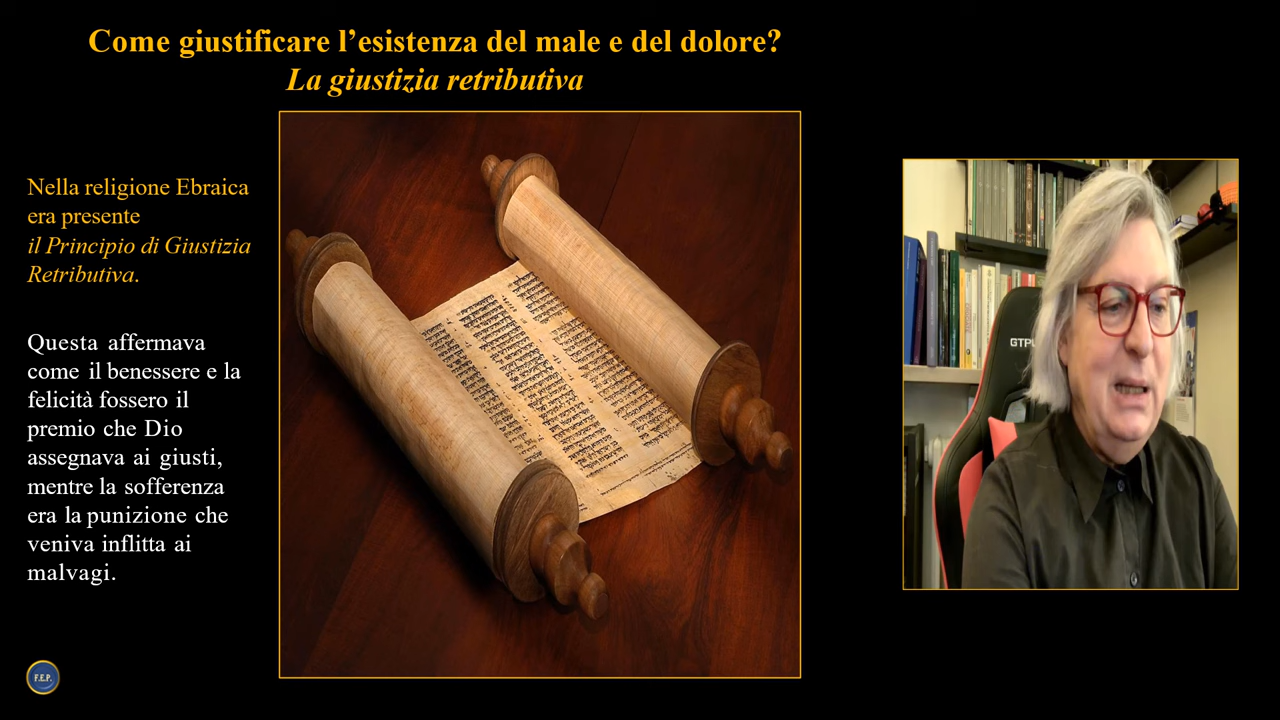 Come giustificare l’esistenza del male e del dolore?
La giustizia retributiva
Nella religione Ebraica
era presente
il Principio di Giustizia
Retributiva.
Questa affermava
come il benessere e la
felicità fossero il
premio che Dio
assegnava ai giusti,
mentre la sofferenza
era la punizione che
veniva inflitta ai
malvagi.
F.E.P.